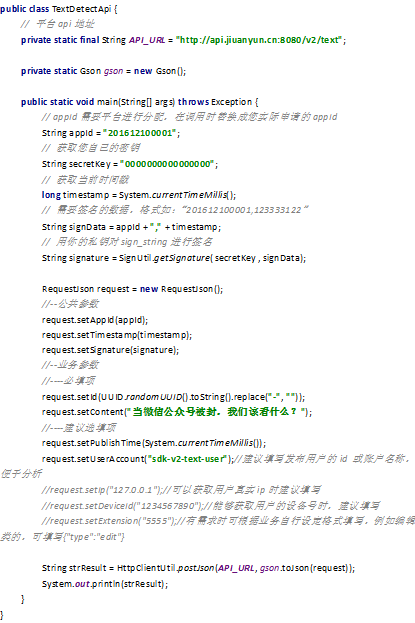 public class TextDetectApi {
// 平台 api 地址
private static final String API_URL = "http://api.jiuanyun.cn:8080/v2/text";
private static Gson gson = new Gson();
public static void main(String[] args) throws Exception {
// appId 需要平台进行分配，在调用时替换成您实际申请的 appId
String appId = "201612100001";
// 获取您自己的密钥
String secretKey = "0000000000000000";
// 获取当前时间戳
long timestamp = System.currentTimeMillis();
// 需要签名的数据，格式如："201612100001,123333122"
String signData = appId + "," + timestamp;
// 用你的私钥对 sign_string 进行签名
String signature = SignUtil.getSignature( secretKey , signData);
RequestJson request = new RequestJson();
//--公共参数
request.setAppId(appId);
request.setTimestamp(timestamp);
request.setSignature(signature);
//--业务参数
//----必填项
request.setId(UUID.randomUUID().toString().replace("-", ""));
request.setContent("当微信公众号被封，我们该看什么？");
//----建议选填项
request.setPublishTime(System.currentTimeMillis());
request.setUserAccount("sdk-v2-text-user");//建议填写发布用户的 id 或账户名称，
便于分析
//request.setIp("127.0.0.1");//可以获取用户真实 ip 时建议填写
//request.setDeviceId("1234567890");//能够获取用户的设备号时，建议填写
//request.setExtension("5555");//有需求时可根据业务自行设定格式填写，例如编辑
类的，可填写{"type":"edit"}
String strResult = HttpClientUtil.postJson(API_URL, gson.toJson(request));
System.out.println(strResult);
}
}